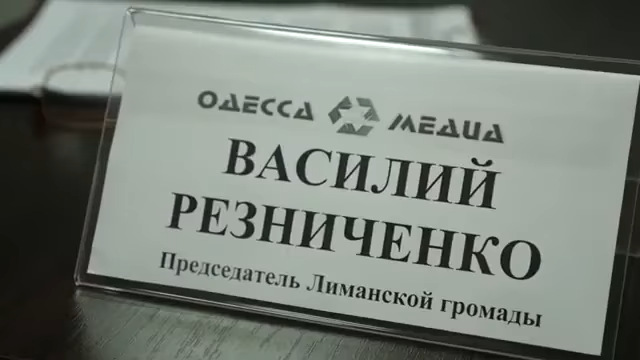 ОДЕССА МЕДИА
ВАСИЛИЙ
РЕЗНИЧЕНКО
Председатель Лиманской громады